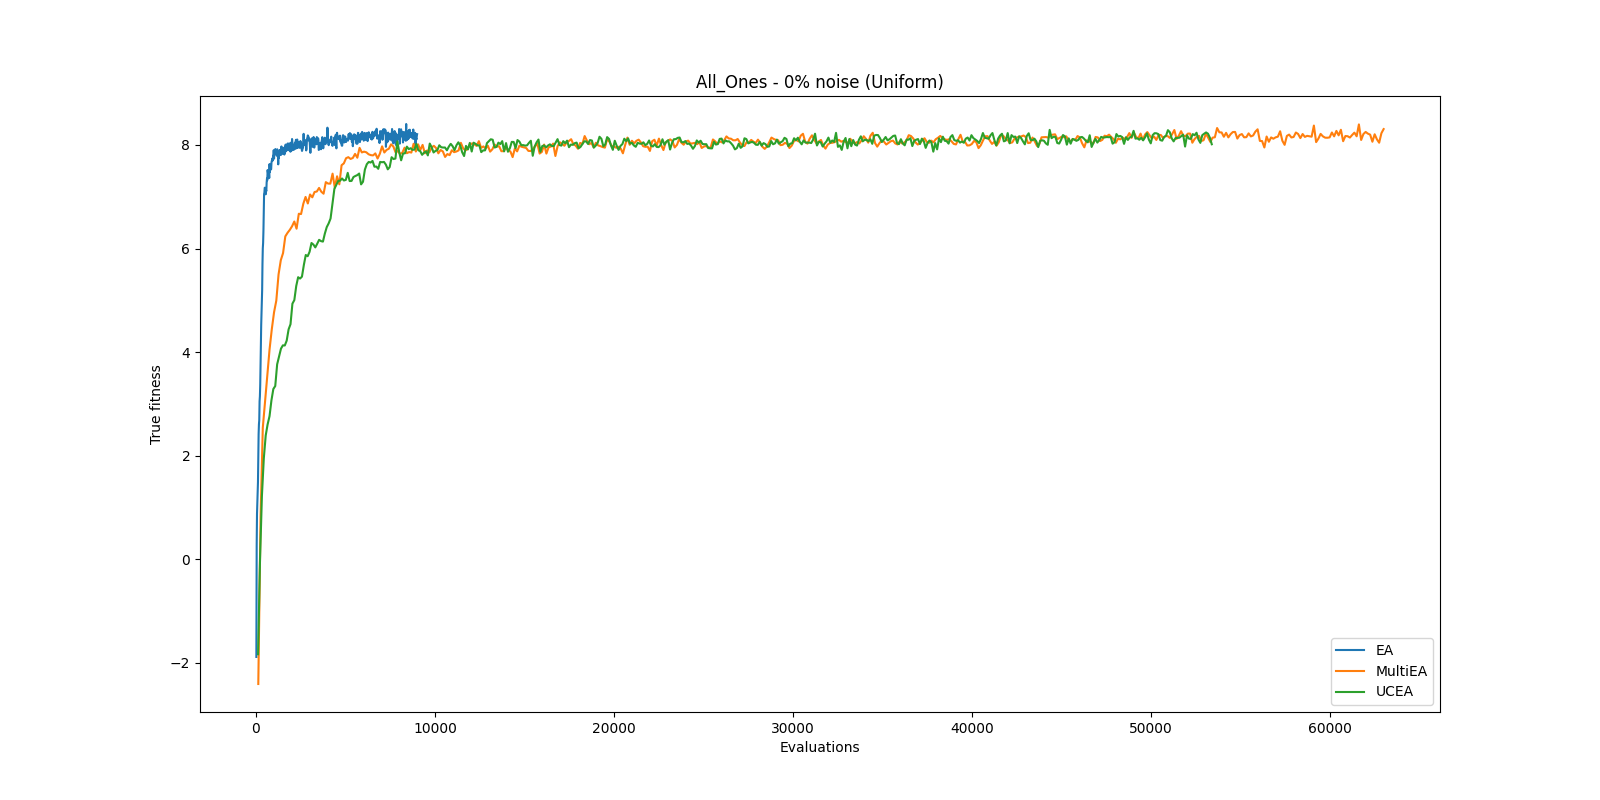 All_Ones - 0% noise (Uniform)
True fitness
8
6
4
2
0
−2
0 10000 20000 30000 40000 50000 60000
Evaluations
EA
MultiEA
UCEA